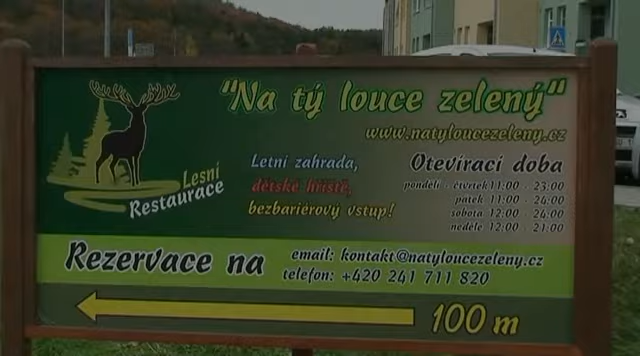 "Na tý louce zelený"
www.natyloucezeleny.cz
Lesní
Restaurace
Letní zahrada,
dětské hřiště,
bezbariérový vstup!
Otevírací doba
pondělí - čtvrtek 11:00 - 23:00
pátek 11:00 - 24:00
sobota 12:00 - 24:00
neděle 12:00 - 21:00
Rezervace na
email: kontakt@natyloucezeleny.cz
telefon: +420 241 711 820
100 m